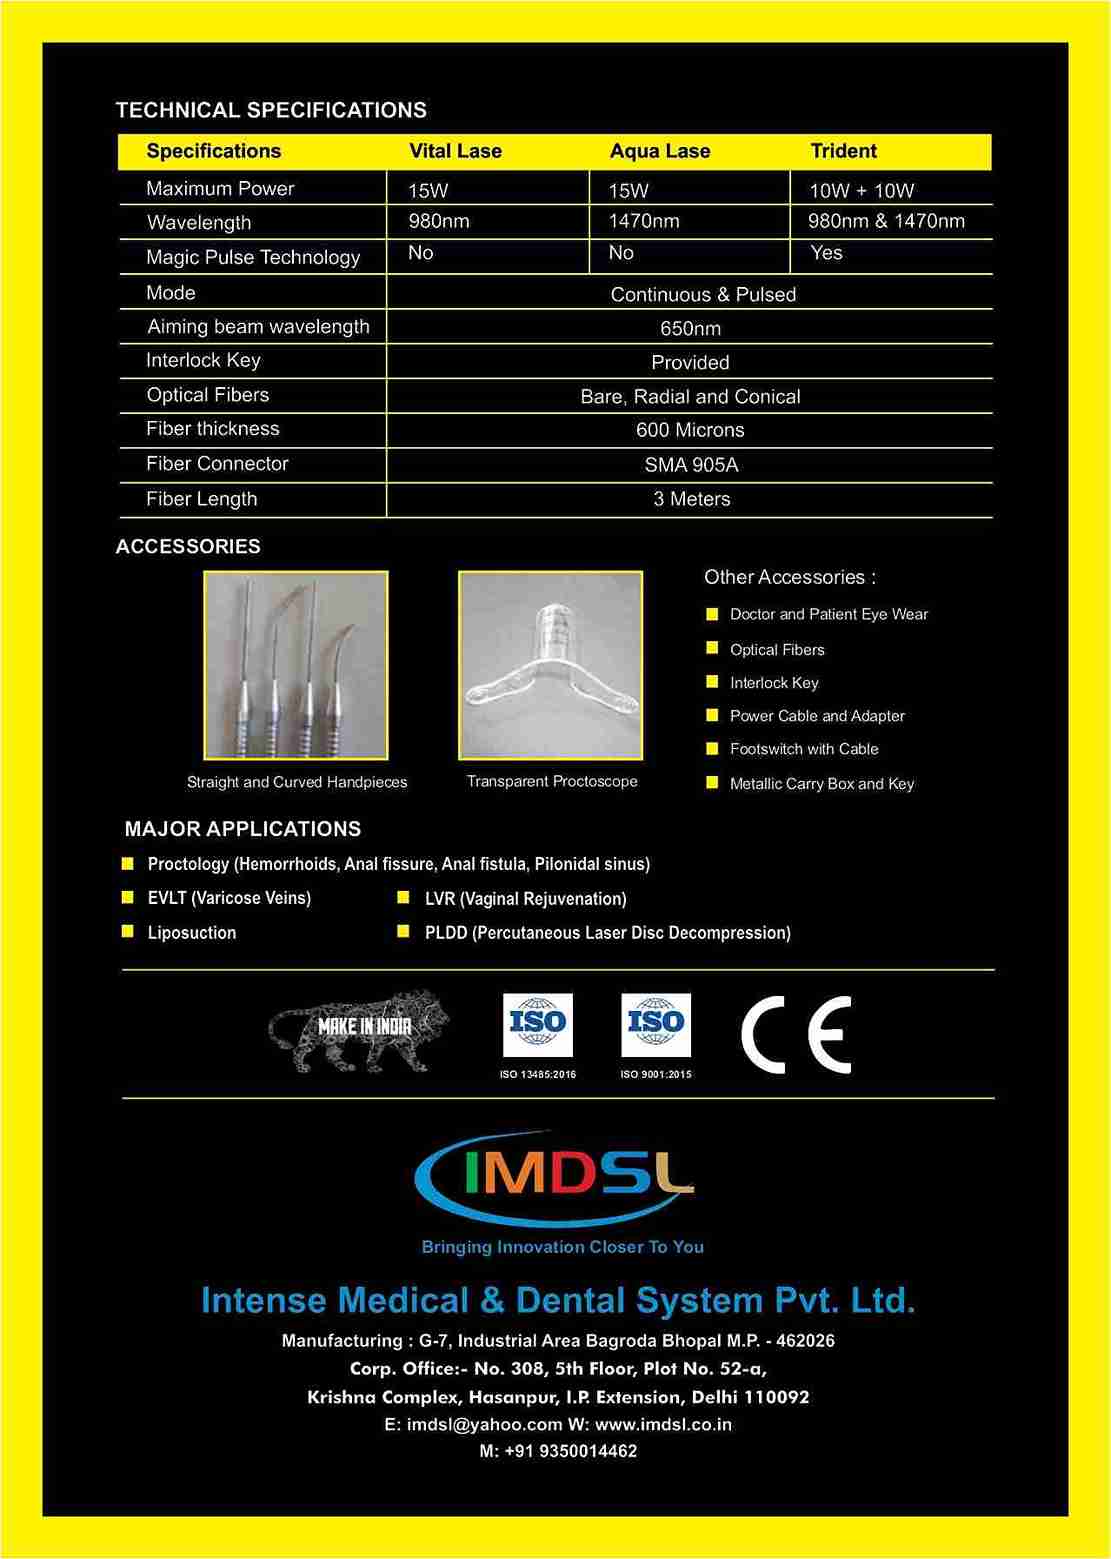 TECHNICAL SPECIFICATIONS
Specifications Vital Lase Aqua Lase Trident
Maximum Power 15W 15W 10W + 10W
Wavelength 980nm 1470nm 980nm & 1470nm
Magic Pulse Technology No No Yes
Mode Continuous & Pulsed
Aiming beam wavelength 650nm
Interlock Key Provided
Optical Fibers Bare, Radial and Conical
Fiber thickness 600 Microns
Fiber Connector SMA 905A
Fiber Length 3 Meters
ACCESSORIES
Straight and Curved Handpieces
Transparent Proctoscope
Other Accessories :
Doctor and Patient Eye Wear
Optical Fibers
Interlock Key
Power Cable and Adapter
Footswitch with Cable
Metallic Carry Box and Key
MAJOR APPLICATIONS
Proctology (Hemorrhoids, Anal fissure, Anal fistula, Pilonidal sinus)
EVLT (Varicose Veins) LVR (Vaginal Rejuvenation)
Liposuction PLDD (Percutaneous Laser Disc Decompression)
MAKE IN INDIA ISO ISO CE
ISO 13485:2016 ISO 9001:2015
IMDSL
Bringing Innovation Closer To You
Intense Medical & Dental System Pvt. Ltd.
Manufacturing : G-7, Industrial Area Bagroda Bhopal M.P. - 462026
Corp. Office:- No. 308, 5th Floor, Plot No. 52-a,
Krishna Complex, Hasanpur, I.P. Extension, Delhi 110092
E: imdsl@yahoo.com W: www.imdsl.co.in
M: +91 9350014462